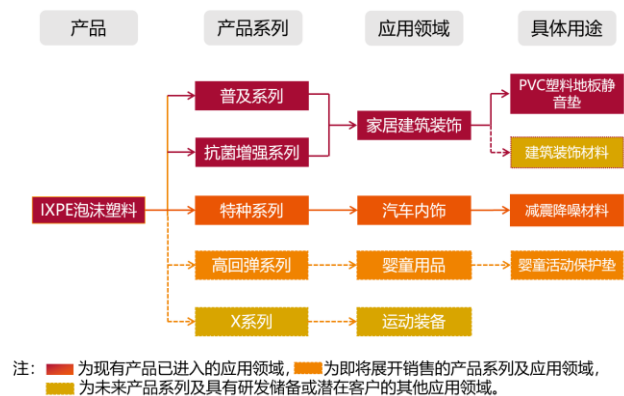 产品 产品系列 应用领域 具体用途
普及系列
抗菌增强系列
IXPE泡沫塑料
特种系列
高回弹系列
X系列
家居建筑装饰
汽车内饰
婴童用品
运动装备
PVC塑料地板静
音垫
建筑装饰材料
减震降噪材料
婴童活动保护垫
注: 为现有产品已进入的应用领域, 为即将展开销售的产品系列及应用领域,
为未来产品系列及具有研发储备或潜在客户的其他应用领域。